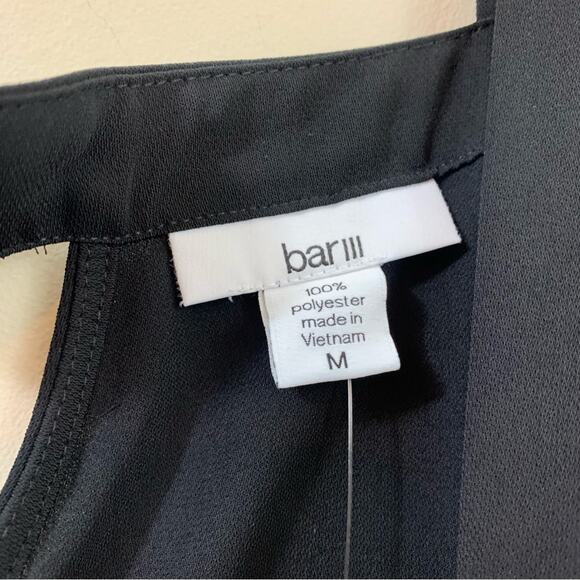 bar III
100%
polyester
made in
Vietnam
M